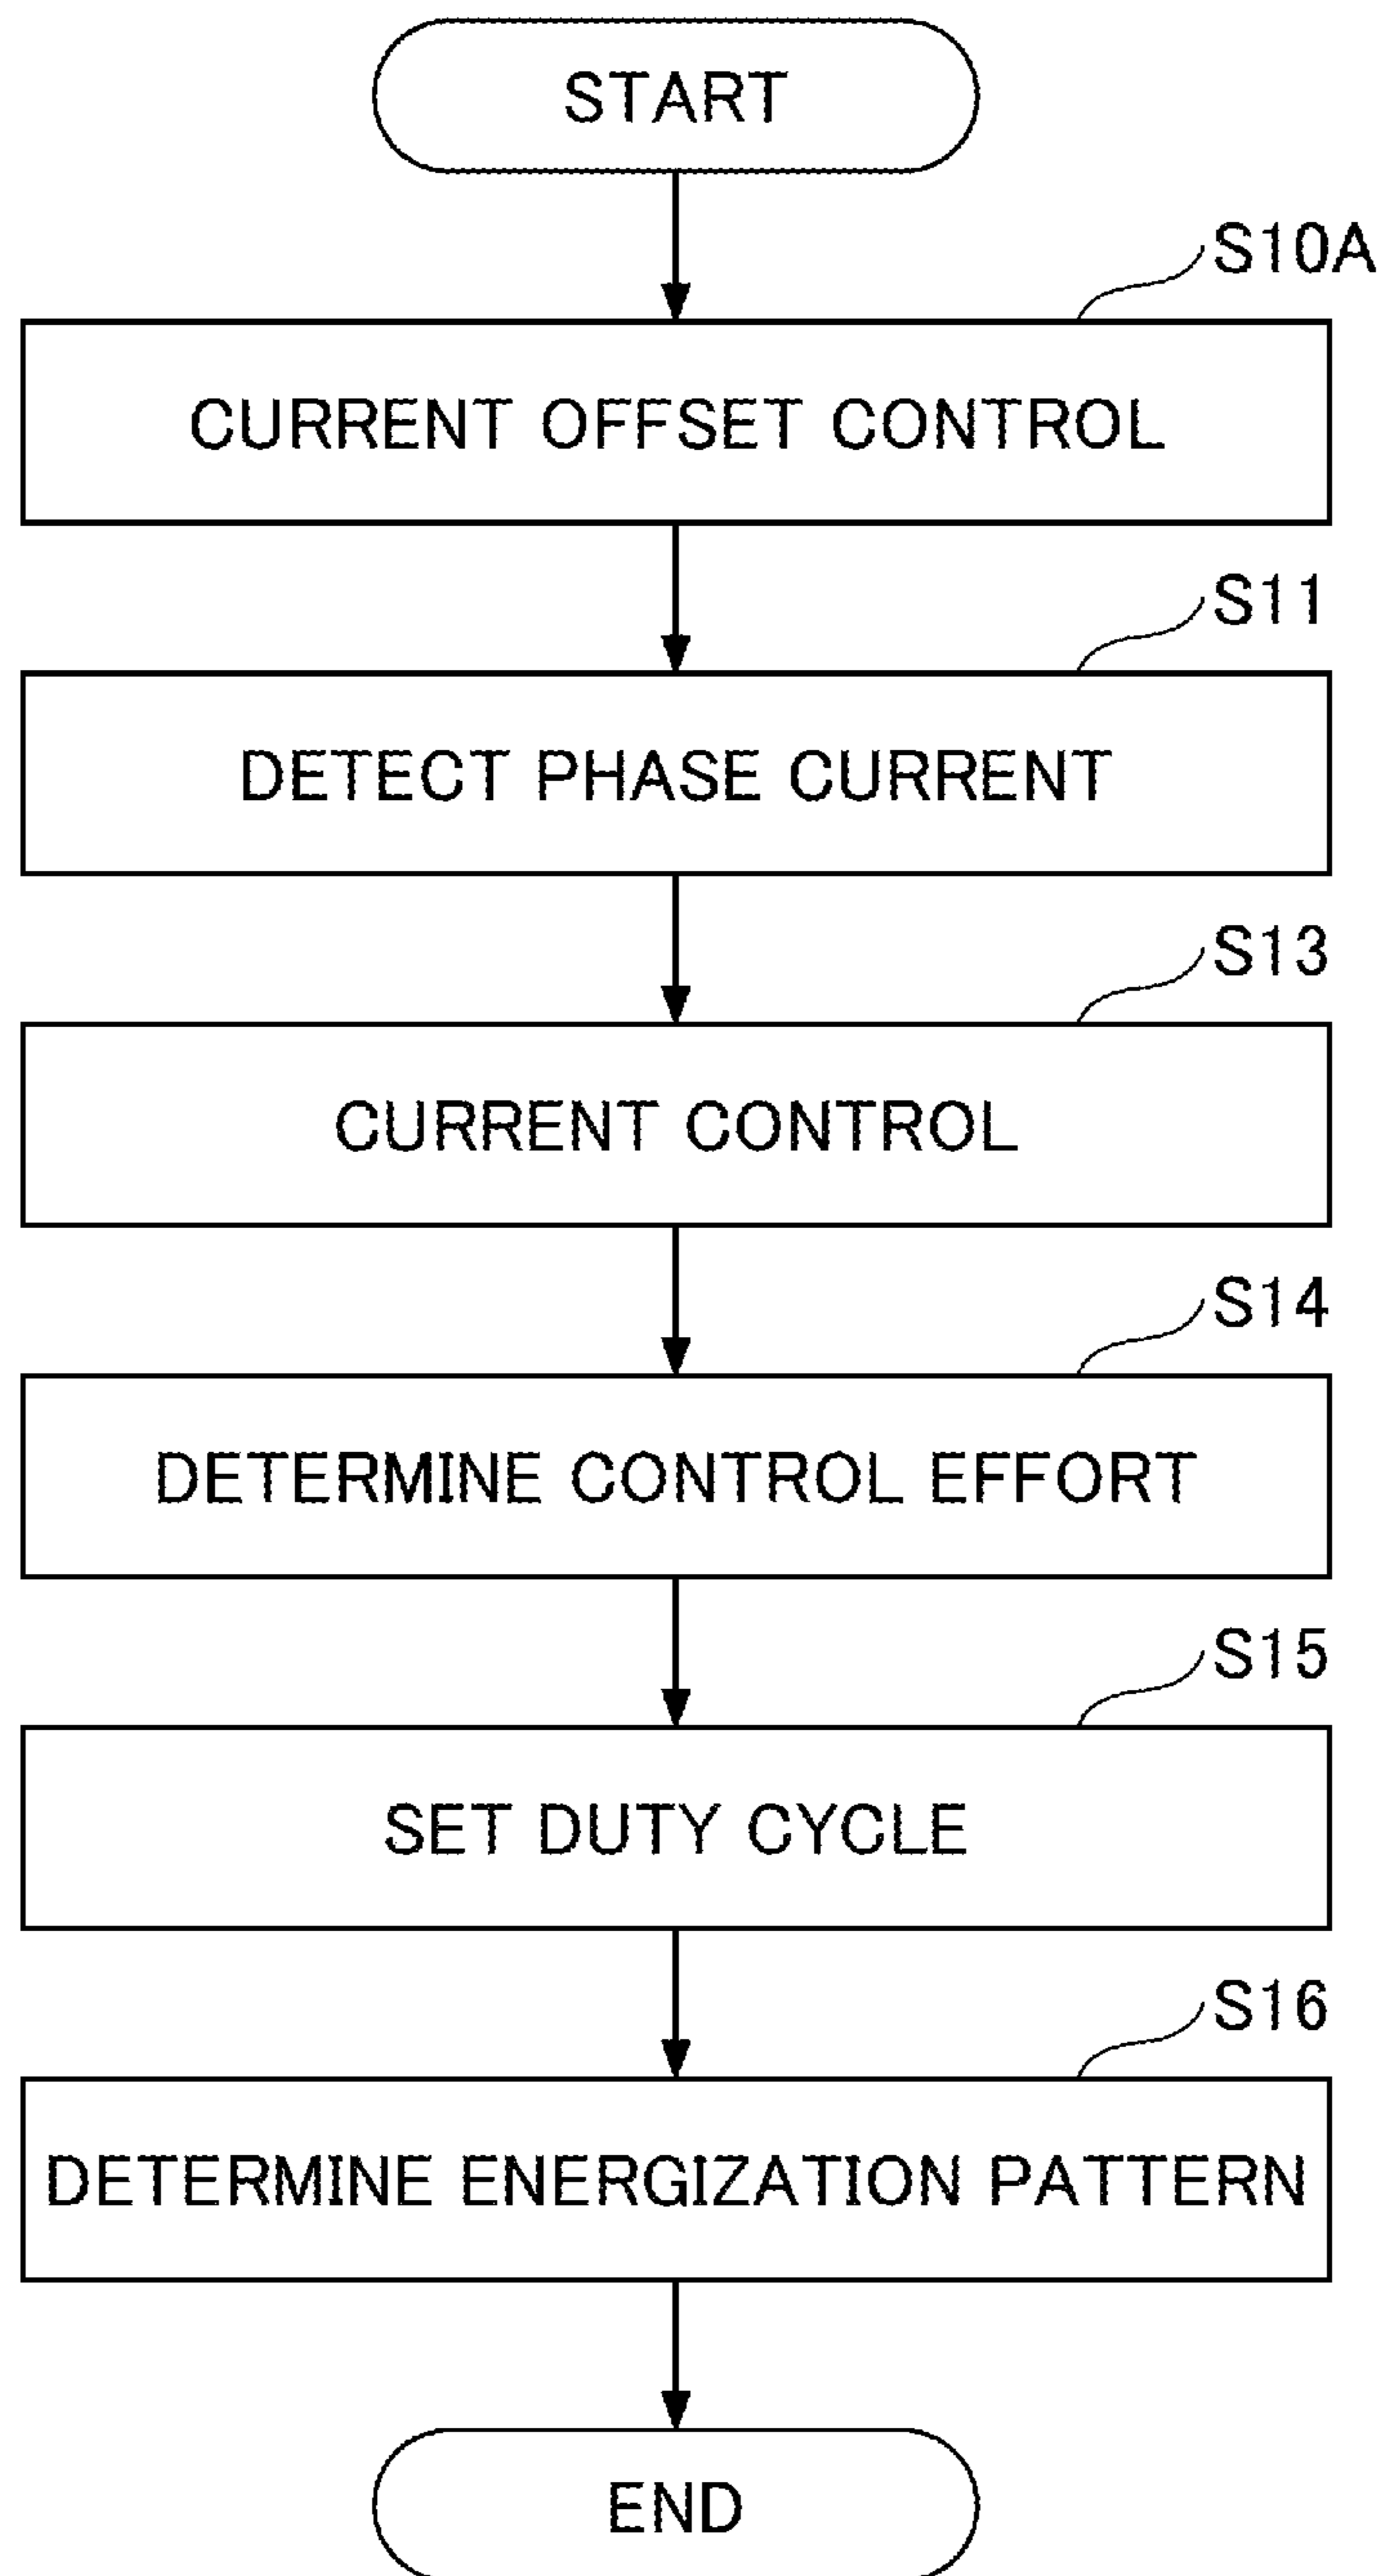 START
S10A
CURRENT OFFSET CONTROL
S11
DETECT PHASE CURRENT
S13
CURRENT CONTROL
S14
DETERMINE CONTROL EFFORT
S15
SET DUTY CYCLE
S16
DETERMINE ENERGIZATION PATTERN
END